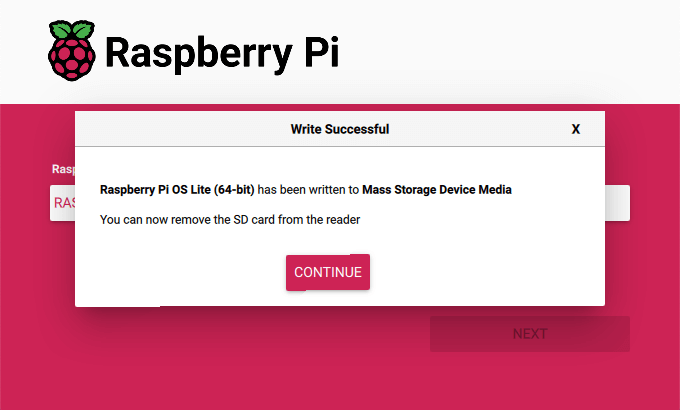 Raspberry Pi
Write Successful
X
Rasp
Raspberry Pi OS Lite (64-bit) has been written to Mass Storage Device Media
RAS
You can now remove the SD card from the reader
CONTINUE
NEXT